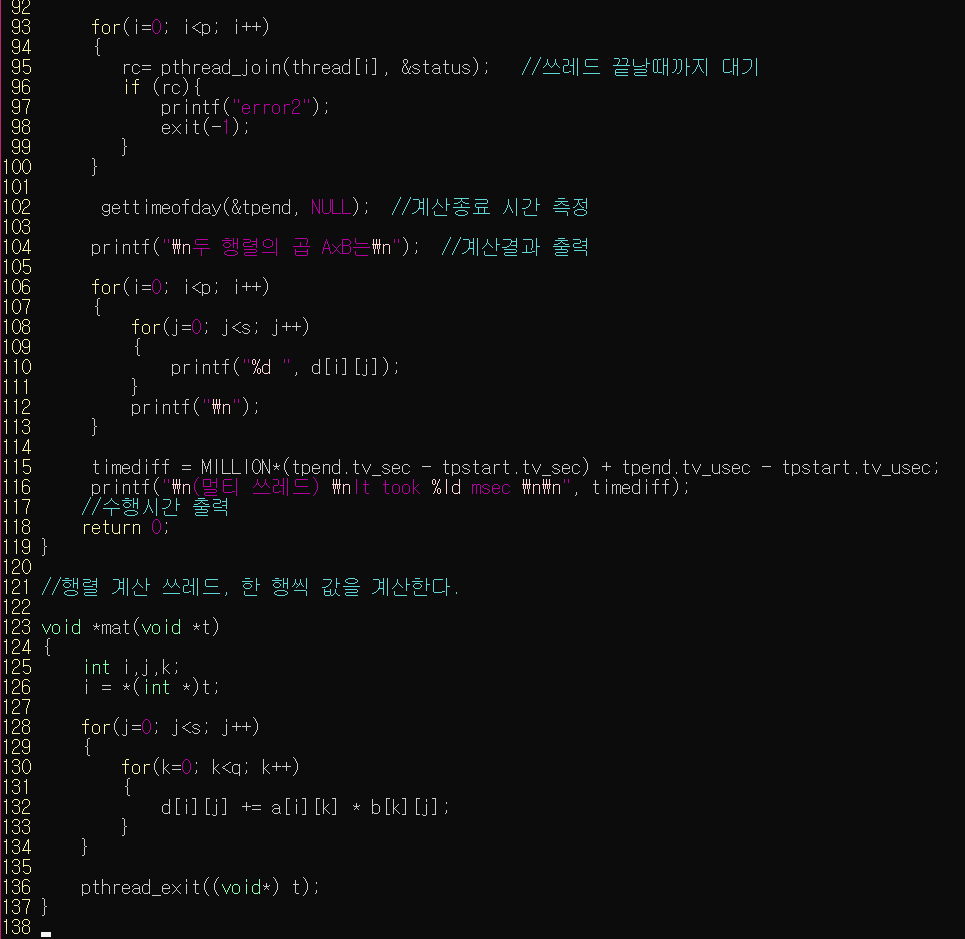 92
93      for(i=0; i<p; i++)
94      {
95         rc= pthread_join(thread[i], &status);   //쓰레드 끝날때까지 대기
96         if (rc){
97             printf("error2");
98             exit(-1);
99         }
100      }
101
102       gettimeofday(&tpend, NULL);  //계산종료 시간 측정
103
104      printf("₩n두 행렬의 곱 AxB는₩n");  //계산결과 출력
105
106      for(i=0; i<p; i++)
107      {
108          for(j=0; j<s; j++)
109          {
110              printf("%d ", d[i][j]);
111          }
112          printf("₩n");
113      }
114
115      timediff = MILLION*(tpend.tv_sec - tpstart.tv_sec) + tpend.tv_usec - tpstart.tv_usec;
116      printf("₩n(멀티 쓰레드) ₩nIt took %ld msec ₩n₩n", timediff);
117     //수행시간 출력
118     return 0;
119 }
120
121 //행렬 계산 쓰레드, 한 행씩 값을 계산한다.
122
123 void *mat(void *t)
124 {
125     int i,j,k;
126     i = *(int *)t;
127
128     for(j=0; j<s; j++)
129     {
130         for(k=0; k<q; k++)
131         {
132             d[i][j] += a[i][k] * b[k][j];
133         }
134     }
135
136     pthread_exit((void*) t);
137 }
138